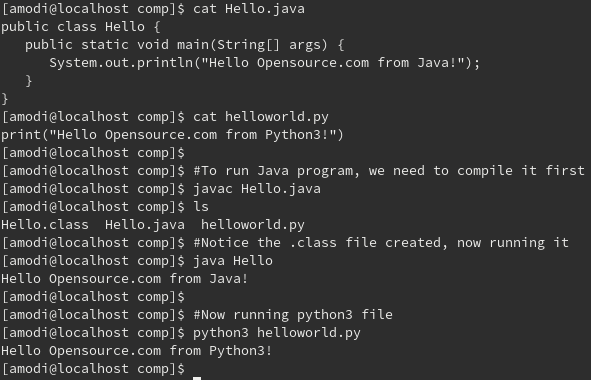 [amodi@localhost comp]$ cat Hello.java
public class Hello {
   public static void main(String[] args) {
      System.out.println("Hello Opensource.com from Java!");
   }
}
[amodi@localhost comp]$ cat helloworld.py
print("Hello Opensource.com from Python3!")
[amodi@localhost comp]$
[amodi@localhost comp]$ #To run Java program, we need to compile it first
[amodi@localhost comp]$ javac Hello.java
[amodi@localhost comp]$ ls
Hello.class  Hello.java  helloworld.py
[amodi@localhost comp]$ #Notice the .class file created, now running it
[amodi@localhost comp]$ java Hello
Hello Opensource.com from Java!
[amodi@localhost comp]$
[amodi@localhost comp]$ #Now running python3 file
[amodi@localhost comp]$ python3 helloworld.py
Hello Opensource.com from Python3!
[amodi@localhost comp]$